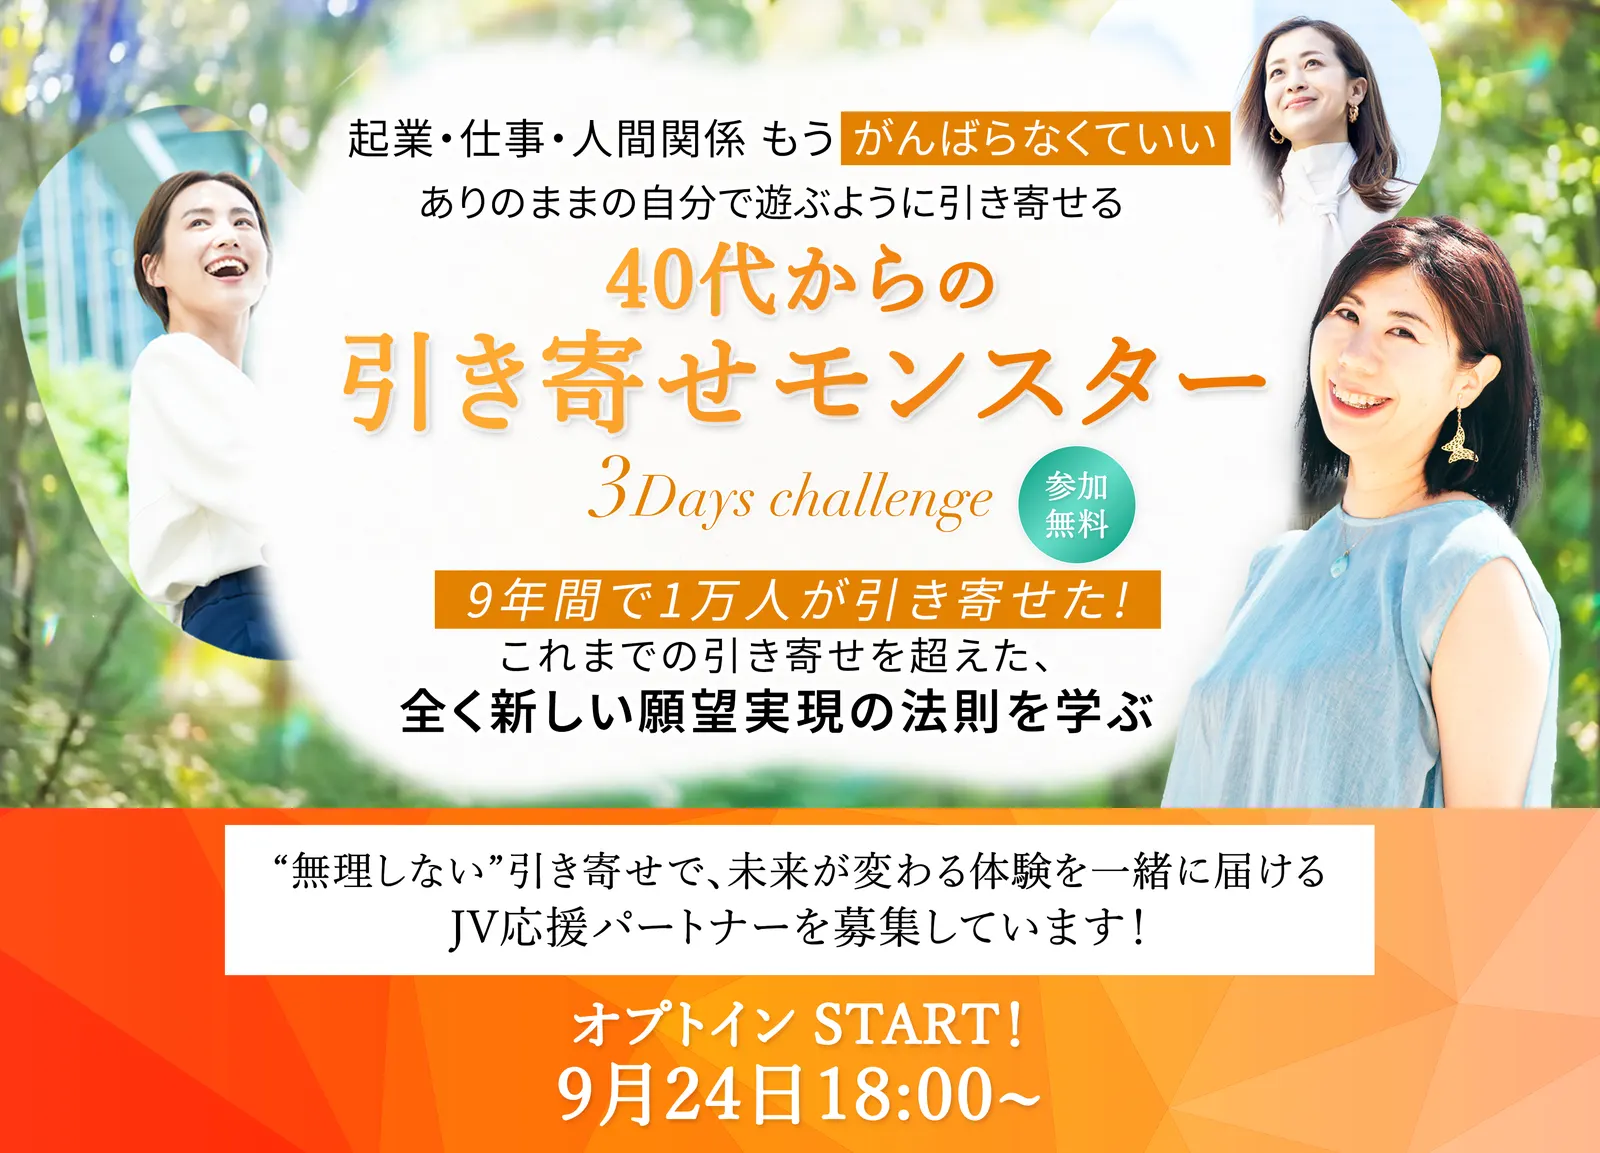 起業・仕事・人間関係 もう がんばらなくていい
ありのままの自分で遊ぶように引き寄せる
40代からの
引き寄せモンスター
3Days challenge
参加
無料
9年間で1万人が引き寄せた!
これまでの引き寄せを超えた、
全く新しい願望実現の法則を学ぶ
“無理しない”引き寄せで、未来が変わる体験を一緒に届ける
JV応援パートナーを募集しています!
オプトイン START!
9月24日18:00~